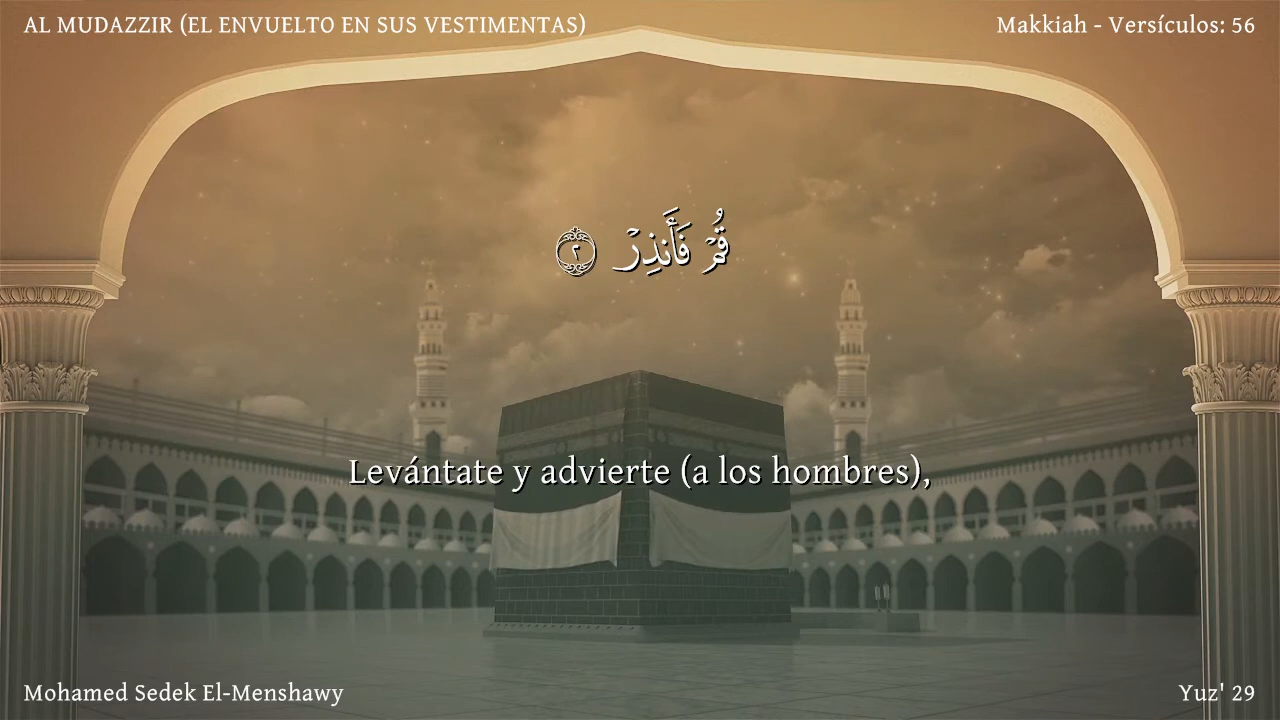 AL MUDAZZIR (EL ENVUELTO EN SUS VESTIMENTAS)
Makkiah - Versículos: 56
قُمۡ فَأَنذِرۡ ٢
Levántate y advierte (a los hombres),
Mohamed Sedek El-Menshawy
Yuz' 29